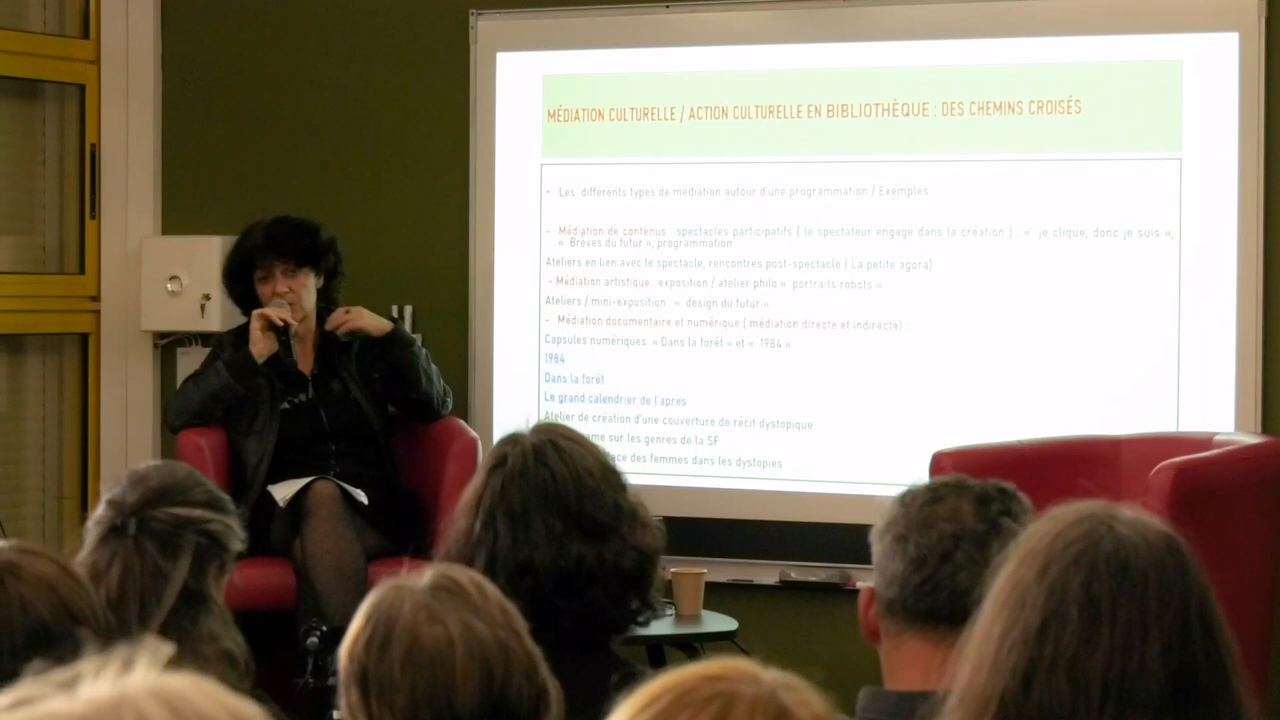 MÉDIATION CULTURELLE / ACTION CULTURELLE EN BIBLIOTHÈQUE : DES CHEMINS CROISÉS
• Les différents types de médiation autour d'une programmation / Exemples
- Médiation de contenus : spectacles participatifs ( le spectateur engagé dans la création ) : « je clique, donc je suis »,
« Brèves du futur », programmation
Ateliers en lien avec le spectacle, rencontres post-spectacle ( La petite agora)
- Médiation artistique : exposition / atelier philo « portraits robots »
Ateliers / mini-exposition : « design du futur »
- Médiation documentaire et numérique ( médiation directe et indirecte) :
Capsules numériques « Dans la forêt » et « 1984 »
1984
Dans la forêt
Le grand calendrier de l'apres
Atelier de création d'une couverture de récit dystopique
sur les genres de la SF
des femmes dans les dystopies